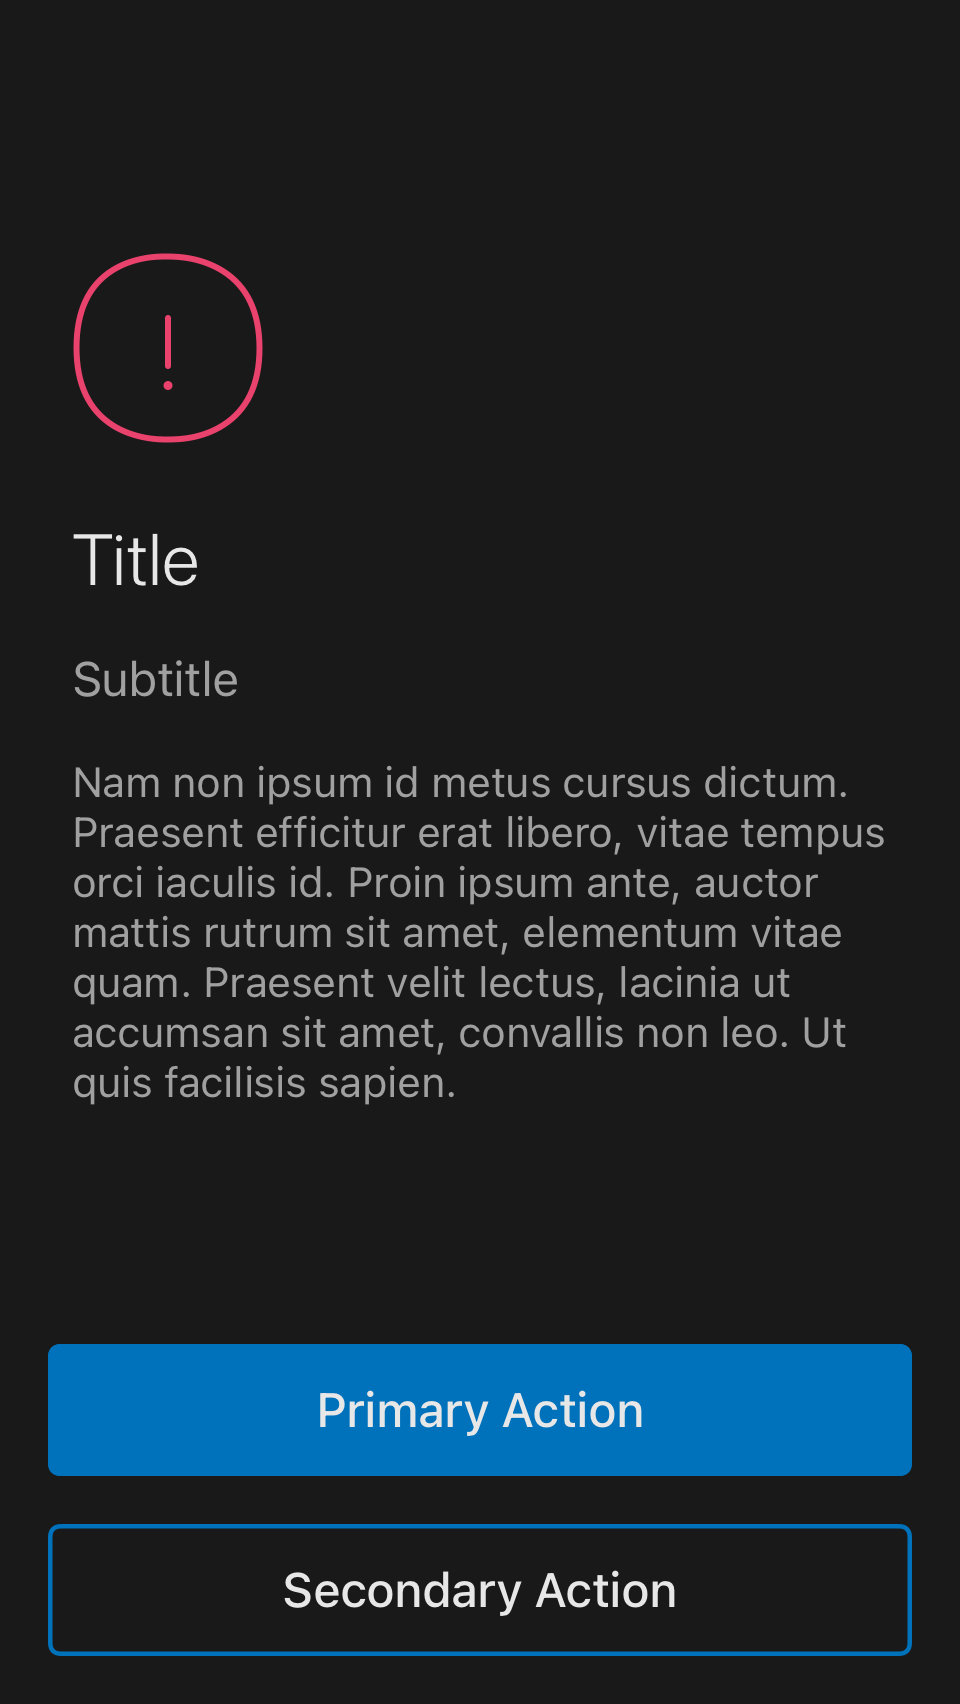 Title
Subtitle
Nam non ipsum id metus cursus dictum.
Praesent efficitur erat libero, vitae tempus
orci iaculis id. Proin ipsum ante, auctor
mattis rutrum sit amet, elementum vitae
quam. Praesent velit lectus, lacinia ut
accumsan sit amet, convallis non leo. Ut
quis facilisis sapien.
Primary Action
Secondary Action